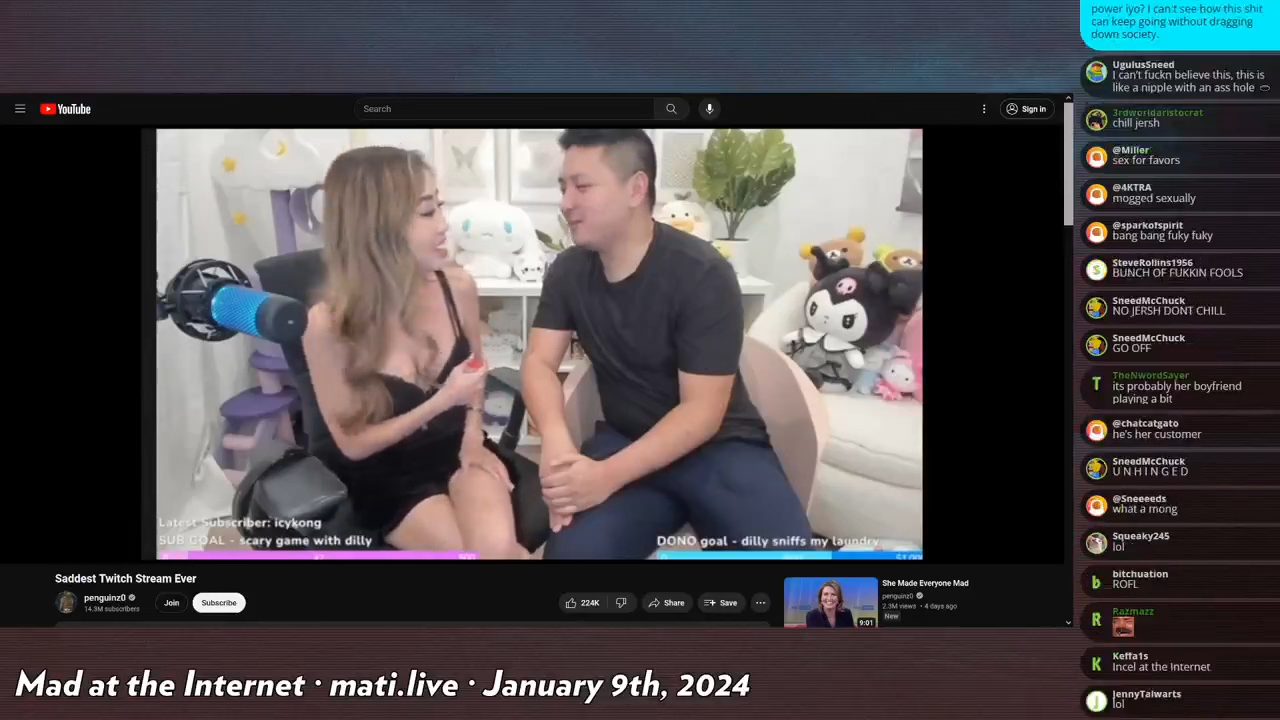 power iyo? I can't see how this shit
can keep going without dragging
down society.
YouTube
Search
Sign in
UgulusSneed
I can't fuckn believe this, this is
like a nipple with an ass hole
3rdworldaristocrat
chill jersh
@Miller
sex for favors
@4KTRA
mogged sexually
@sparkofspirit
bang bang fuky fuky
SteveRollins1956
BUNCH OF FUKKIN FOOLS
SneedMcChuck
NO JERSH DONT CHILL
SneedMcChuck
GO OFF
TheNwordSayer
its probably her boyfriend
playing a bit
@chatcatgato
he's her customer
SneedMcChuck
U N H I N G E D
@Sneeeeds
what a mong
Squeaky245
lol
bitchuation
ROFL
Razmazz
Keffa1s
Incel at the Internet
JennyTalwarts
lol
Latest Subscriber: icykong
SUB GOAL - scary game with dilly
DONO goal - dilly sniffs my laundry
Saddest Twitch Stream Ever
penguinz0
14.3M subscribers
Join
Subscribe
224K
Share
Save
She Made Everyone Mad
penguinz0
2.3M views • 4 days ago
New
9:01
Mad at the Internet · mati.live · January 9th, 2024